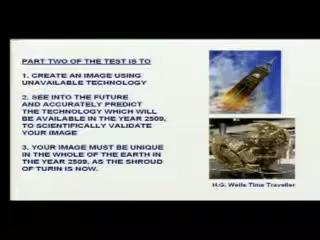 PART TWO OF THE TEST IS TO
1. CREATE AN IMAGE USING
UNAVAILABLE TECHNOLOGY
2. SEE INTO THE FUTURE
AND ACCURATELY PREDICT
THE TECHNOLOGY WHICH WILL
BE AVAILABLE IN THE YEAR 2509,
TO SCIENTIFICALLY VALIDATE
YOUR IMAGE
3. YOUR IMAGE MUST BE UNIQUE
IN THE WHOLE OF THE EARTH IN
THE YEAR 2509, AS THE SHROUD
OF TURIN IS NOW.
H.G. Wells Time Traveller